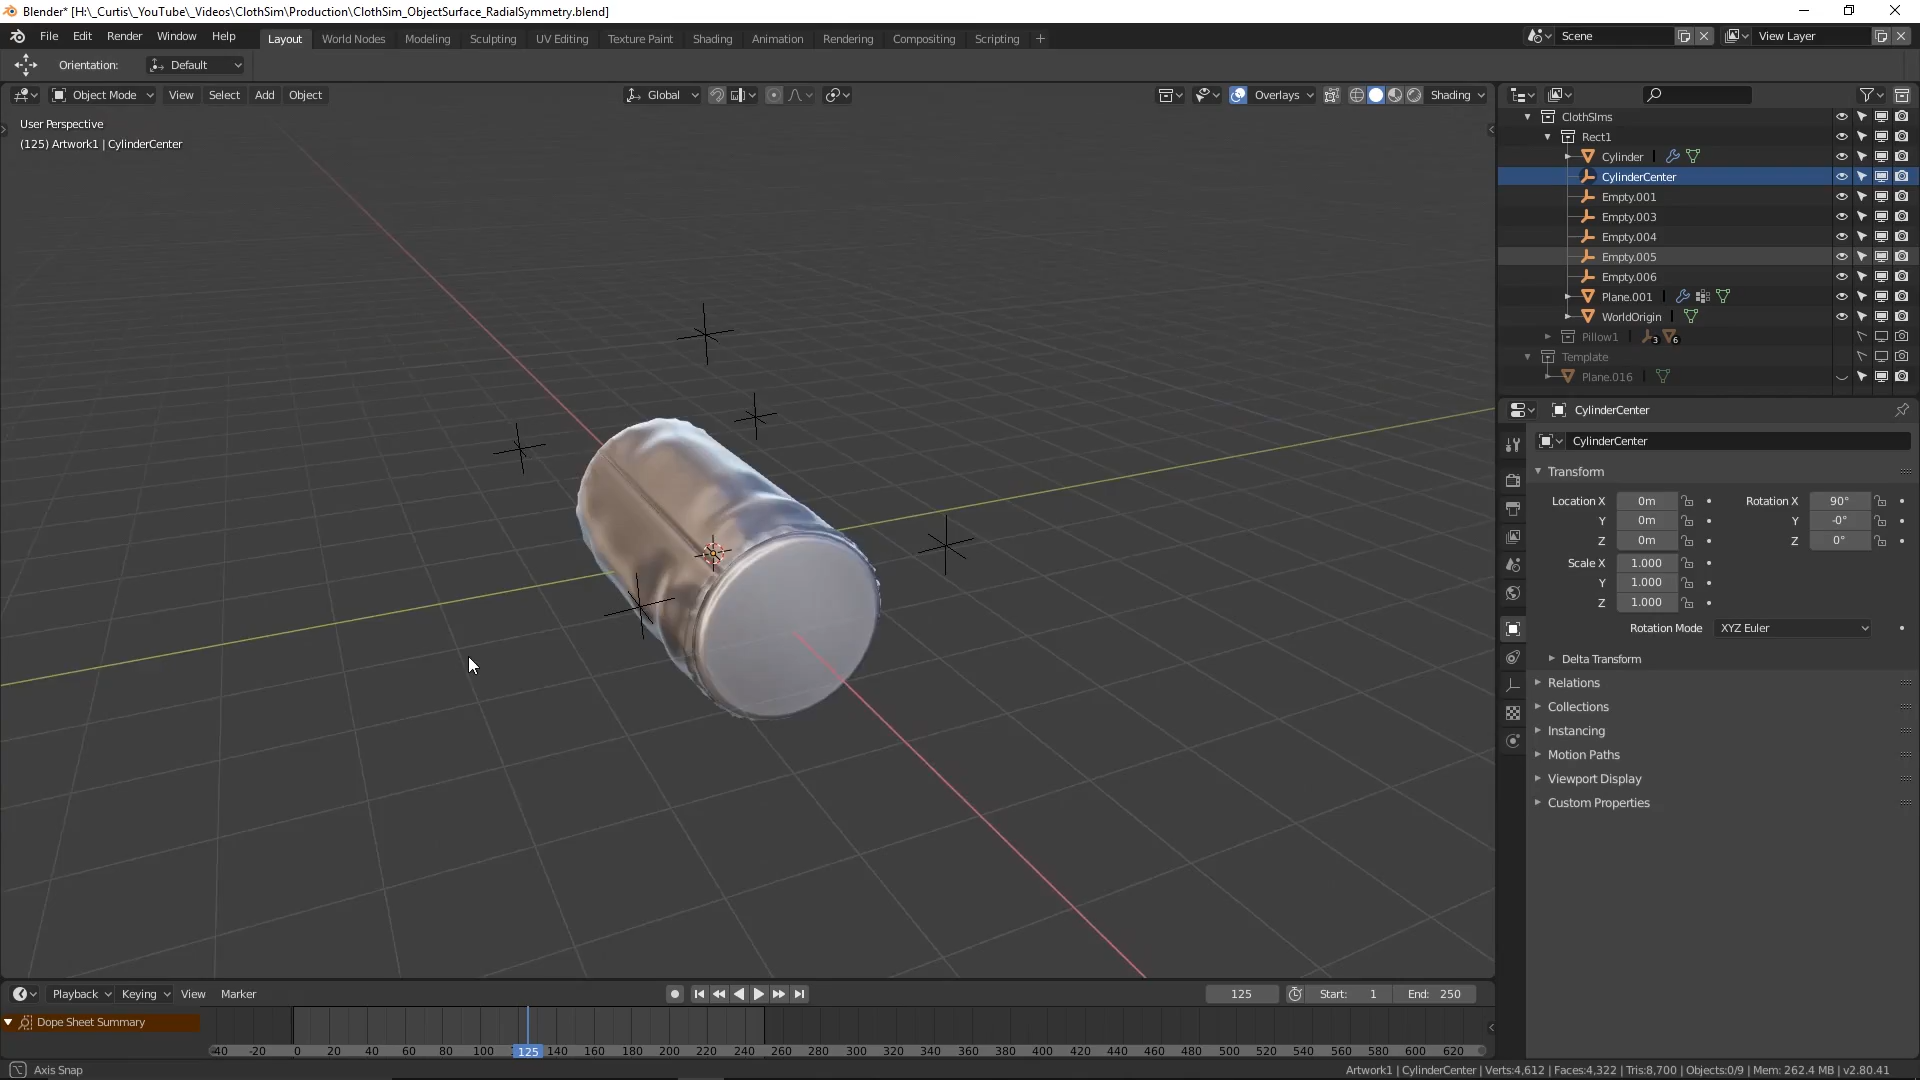 Blender* [H:\_Curtis\_YouTube\_Videos\ClothSim\Production\ClothSim_ObjectSurface_RadialSymmetry.blend]
File Edit Render Window Help Layout World Nodes Modeling Sculpting UV Editing Texture Paint Shading Animation Rendering Compositing Scripting + Scene View Layer
Orientation: Default
Object Mode View Select Add Object Global Overlays Shading
User Perspective
(125) Artwork1 | CylinderCenter
ClothSIms
Rect1
Cylinder
CylinderCenter
Empty.001
Empty.003
Empty.004
Empty.005
Empty.006
Plane.001
WorldOrigin
Pillow1 3 6
Template
Plane.016
CylinderCenter
CylinderCenter
Transform
Location X 0m Rotation X 90°
Y 0m Y -0°
Z 0m Z 0°
Scale X 1.000
Y 1.000
Z 1.000
Rotation Mode XYZ Euler
Delta Transform
Relations
Collections
Instancing
Motion Paths
Viewport Display
Custom Properties
Playback Keying View Marker 125 Start: 1 End: 250
Dope Sheet Summary
-40 -20 0 20 40 60 80 100 125 140 160 180 200 220 240 260 280 300 320 340 360 380 400 420 440 460 480 500 520 540 560 580 600 620
Axis Snap
Artwork1 | CylinderCenter | Verts:4,612 | Faces:4,322 | Tris:8,700 | Objects:0/9 | Mem: 262.4 MB | v2.80.41